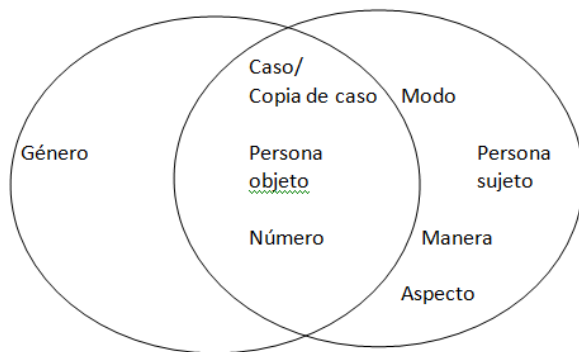 Caso/
Copia de caso
Modo
Género
Persona
objeto
Persona
sujeto
Número
Manera
Aspecto